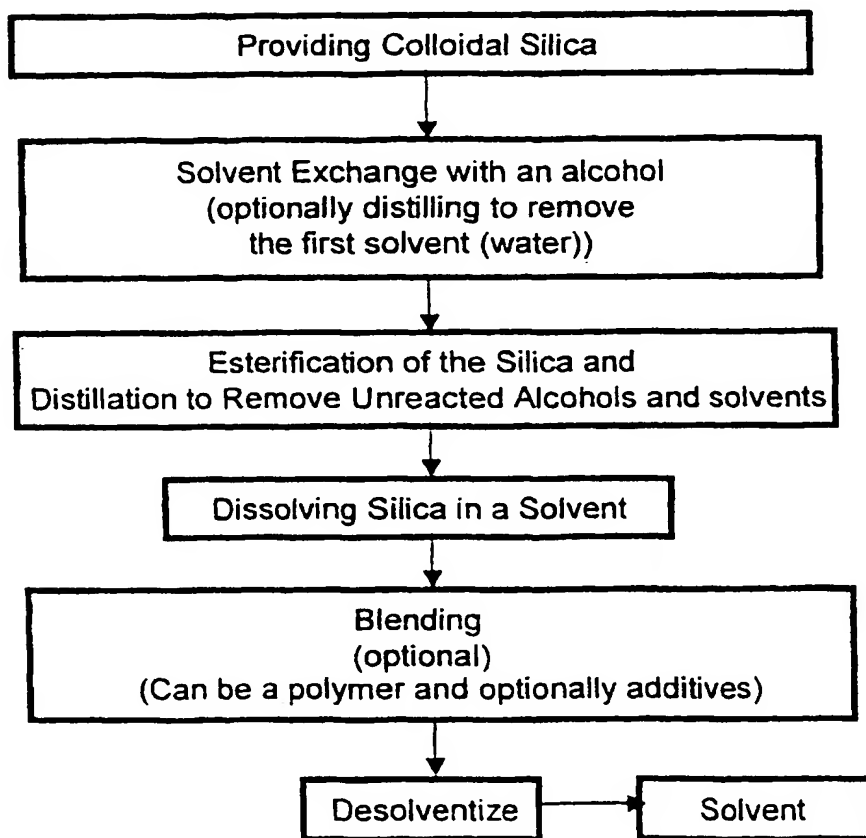 Providing Colloidal Silica
Solvent Exchange with an alcohol
(optionally distilling to remove
the first solvent (water))
Esterification of the Silica and
Distillation to Remove Unreacted Alcohols and solvents
Dissolving Silica in a Solvent
Blending
(optional)
(Can be a polymer and optionally additives)
Desolventize
Solvent